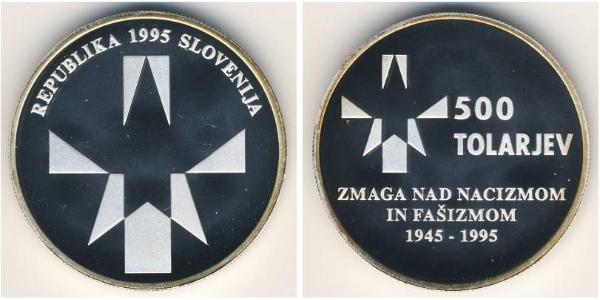 REPUBLIKA 1995 SLOVENIJA
500
TOLARJEV
ZMAGA NAD NACIZMOM
IN FAŠIZMOM
1945 - 1995